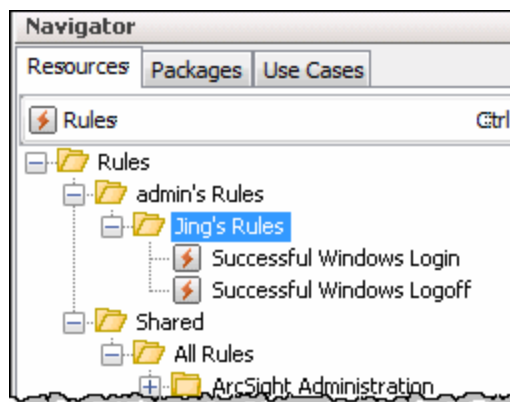 Navigator
Resources Packages Use Cases
Rules Ctrl
Rules
admin's Rules
Jing's Rules
Successful Windows Login
Successful Windows Logoff
Shared
All Rules
ArcSight Administration